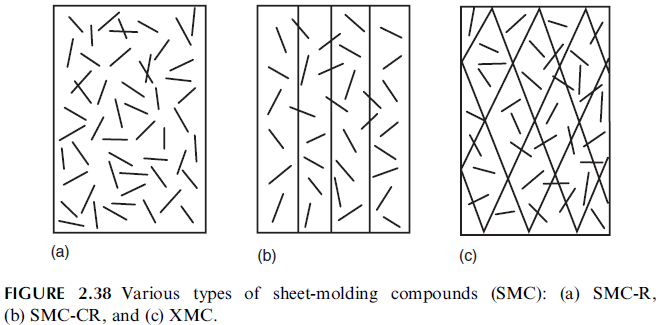 (a)
(b)
(c)
FIGURE 2.38 Various types of sheet-molding compounds (SMC): (a) SMC-R,
(b) SMC-CR, and (c) XMC.